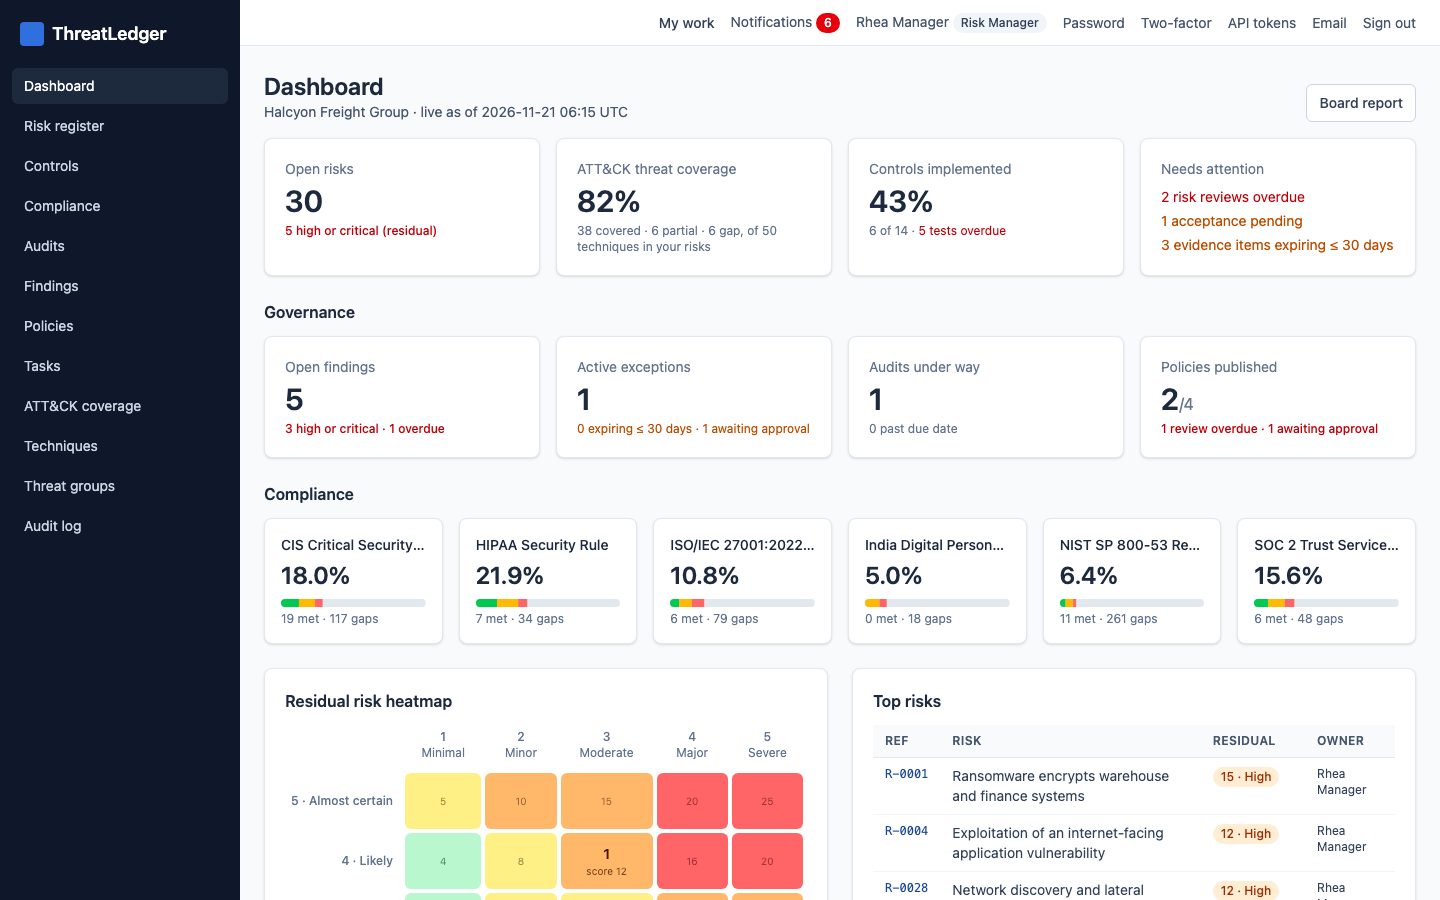 ThreatLedger
Dashboard
Risk register
Controls
Compliance
Audits
Findings
Policies
Tasks
ATT&CK coverage
Techniques
Threat groups
Audit log
My work Notifications 6 Rhea Manager Risk Manager Password Two-factor API tokens Email Sign out
Dashboard
Halcyon Freight Group · live as of 2026-11-21 06:15 UTC
Board report
Open risks
30
5 high or critical (residual)
ATT&CK threat coverage
82%
38 covered · 6 partial · 6 gap, of 50
techniques in your risks
Controls implemented
43%
6 of 14 · 5 tests overdue
Needs attention
2 risk reviews overdue
1 acceptance pending
3 evidence items expiring ≤ 30 days
Governance
Open findings
5
3 high or critical · 1 overdue
Active exceptions
1
0 expiring ≤ 30 days · 1 awaiting approval
Audits under way
1
0 past due date
Policies published
2/4
1 review overdue · 1 awaiting approval
Compliance
CIS Critical Security...
18.0%
19 met · 117 gaps
HIPAA Security Rule
21.9%
7 met · 34 gaps
ISO/IEC 27001:2022...
10.8%
6 met · 79 gaps
India Digital Person...
5.0%
0 met · 18 gaps
NIST SP 800-53 Re...
6.4%
11 met · 261 gaps
SOC 2 Trust Service...
15.6%
6 met · 48 gaps
Residual risk heatmap
1 2 3 4 5
Minimal Minor Moderate Major Severe
5 · Almost certain 5 10 15 20 25
4 · Likely 4 8 1 16 20
score 12
Top risks
REF RISK RESIDUAL OWNER
R-0001 Ransomware encrypts warehouse 15 · High Rhea
and finance systems Manager
R-0004 Exploitation of an internet-facing 12 · High Rhea
application vulnerability Manager
R-0028 Network discovery and lateral 12 · High Rhea